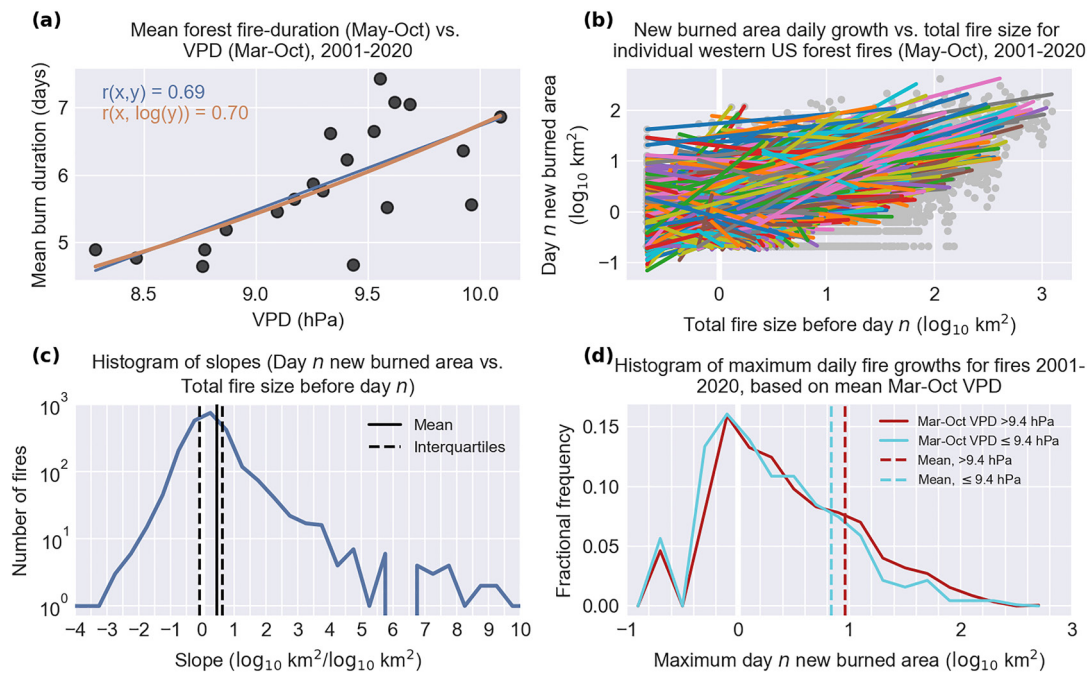 (a)
Mean forest fire-duration (May-Oct) vs.
VPD (Mar-Oct), 2001-2020
r(x,y) = 0.69
r(x, log(y)) = 0.70
Mean burn duration (days)
7
6
5
8.5 9.0 9.5 10.0
VPD (hPa)
(b)
New burned area daily growth vs. total fire size for
individual western US forest fires (May-Oct), 2001-2020
Day n new burned area
(log₁₀ km²)
2
1
0
−1
0 1 2 3
Total fire size before day n (log₁₀ km²)
(c)
Histogram of slopes (Day n new burned area vs.
Total fire size before day n)
Mean
Interquartiles
Number of fires
10³
10²
10¹
10⁰
−4 −3 −2 −1 0 1 2 3 4 5 6 7 8 9 10
Slope (log₁₀ km²/log₁₀ km²)
(d)
Histogram of maximum daily fire growths for fires 2001-
2020, based on mean Mar-Oct VPD
Mar-Oct VPD >9.4 hPa
Mar-Oct VPD ≤ 9.4 hPa
Mean, >9.4 hPa
Mean, ≤ 9.4 hPa
Fractional frequency
0.15
0.10
0.05
0.00
−1 0 1 2 3
Maximum day n new burned area (log₁₀ km²)